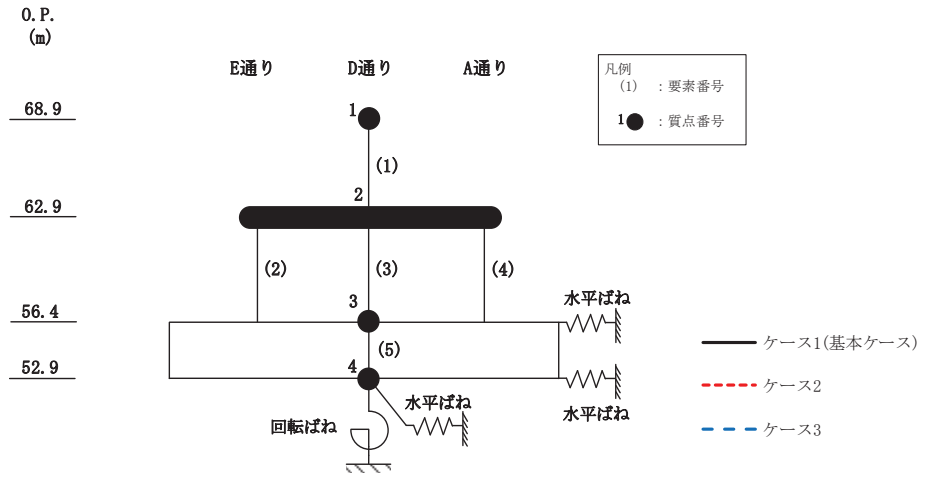 O.P.
(m)
E通り D通り A通り
凡例
(1) :要素番号
1 :質点番号
68.9
1
(1)
2
62.9
(2) (3) (4)
水平ばね
56.4
3
(5)
52.9
4
水平ばね
水平ばね
回転ばね
ケース1(基本ケース)
ケース2
ケース3